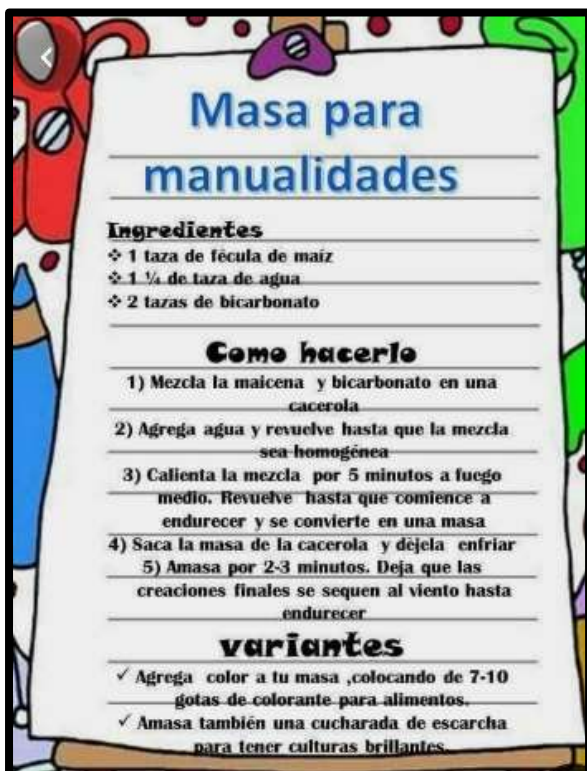 Masa para
manualidades
Ingredientes
❖ 1 taza de fécula de maíz
❖ 1 ¼ de taza de agua
❖ 2 tazas de bicarbonato
Como hacerlo
1) Mezcla la maicena y bicarbonato en una
cacerola
2) Agrega agua y revuelve hasta que la mezcla
sea homogénea
3) Calienta la mezcla por 5 minutos a fuego
medio. Revuelve hasta que comience a
endurecer y se convierte en una masa
4) Saca la masa de la cacerola y déjela enfriar
5) Amasa por 2-3 minutos. Deja que las
creaciones finales se sequen al viento hasta
endurecer
variantes
✓ Agrega color a tu masa ,colocando de 7-10
gotas de colorante para alimentos.
✓ Amasa también una cucharada de escarcha
para tener culturas brillantes.